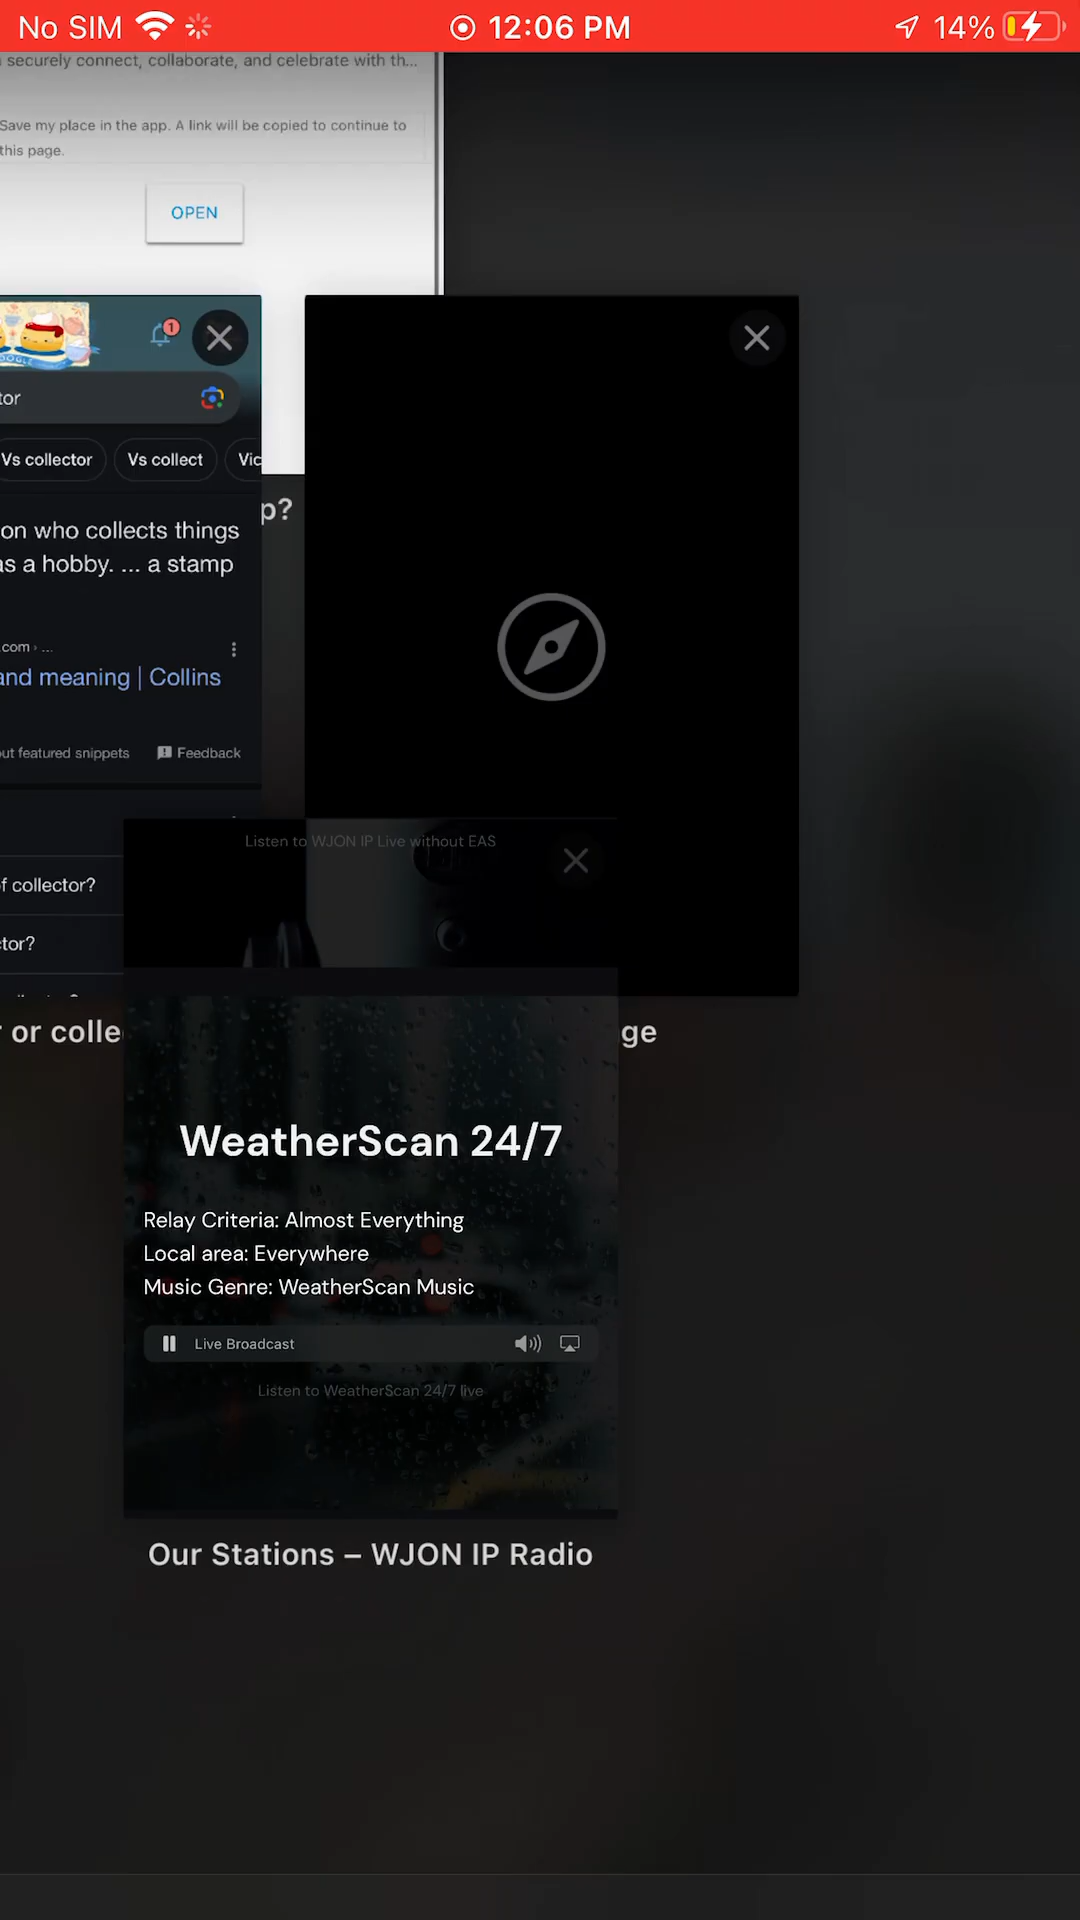 No SIM 12:06 PM 14%
securely connect, collaborate, and celebrate with th...
Save my place in the app. A link will be copied to continue to
this page.
OPEN
1
tor
Vs collector Vs collect Vic
p?
on who collects things
as a hobby. ... a stamp
.com › ...
and meaning | Collins
ut featured snippets Feedback
Listen to WJON IP Live without EAS
f collector?
tor?
r or colle
ge
WeatherScan 24/7
Relay Criteria: Almost Everything
Local area: Everywhere
Music Genre: WeatherScan Music
Live Broadcast
Listen to WeatherScan 24/7 live
Our Stations – WJON IP Radio